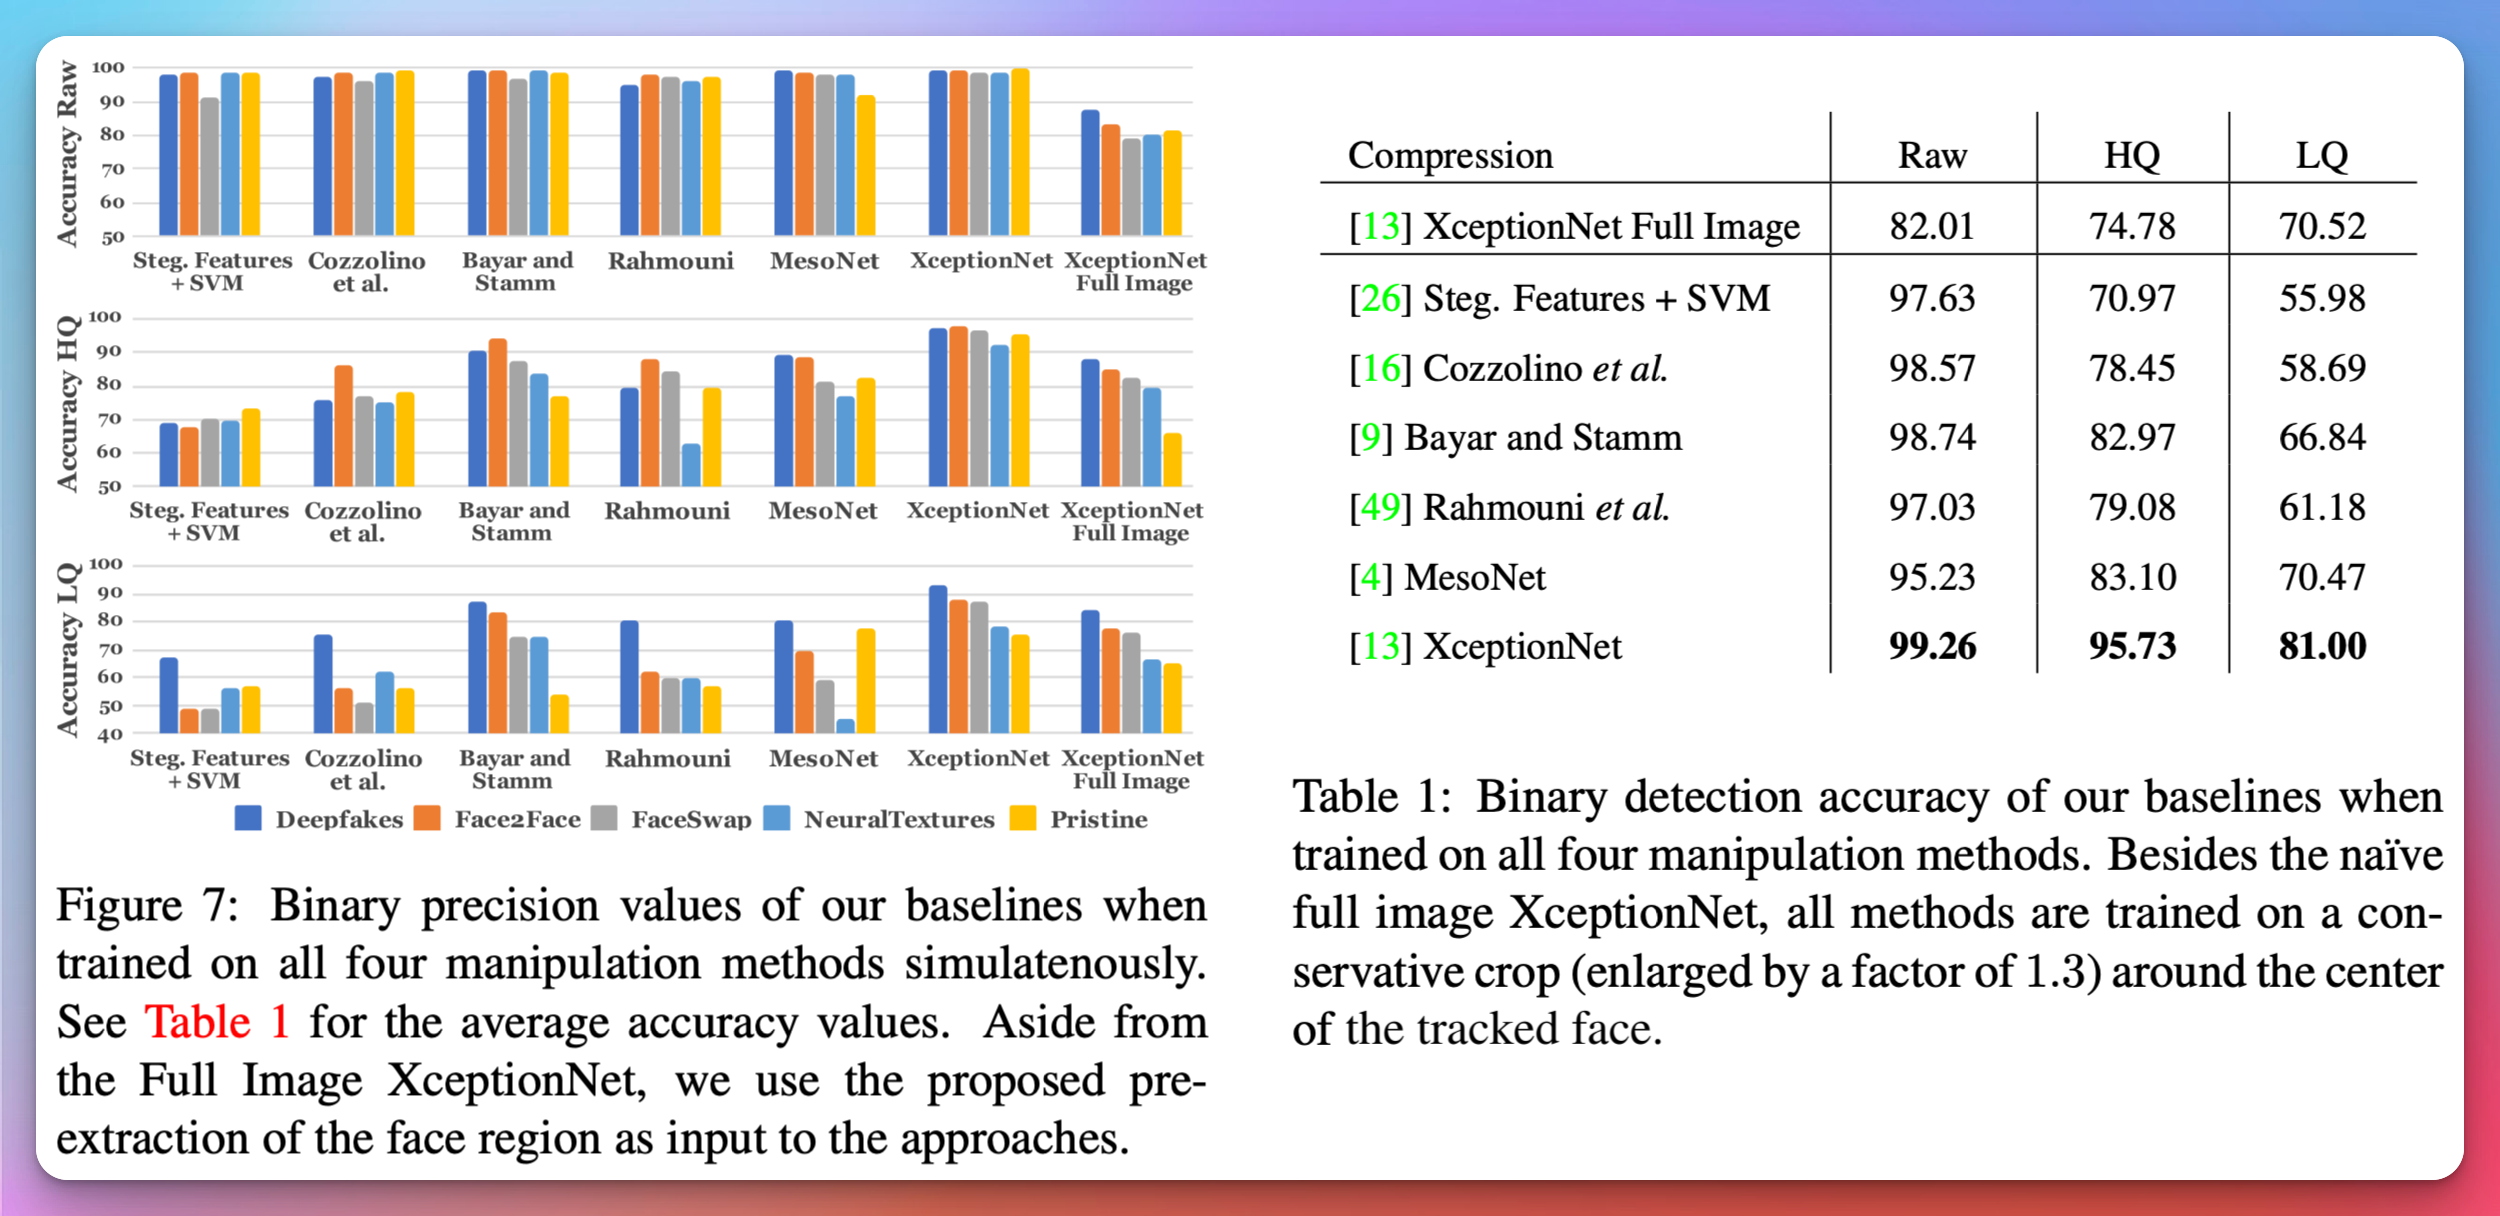 Accuracy Raw
100
90
80
70
60
50
Steg. Features + SVM
Cozzolino et al.
Bayar and Stamm
Rahmouni
MesoNet
XceptionNet
XceptionNet Full Image
Accuracy HQ
100
90
80
70
60
50
Steg. Features + SVM
Cozzolino et al.
Bayar and Stamm
Rahmouni
MesoNet
XceptionNet
XceptionNet Full Image
Accuracy LQ
100
90
80
70
60
50
40
Steg. Features + SVM
Cozzolino et al.
Bayar and Stamm
Rahmouni
MesoNet
XceptionNet
XceptionNet Full Image
Deepfakes Face2Face FaceSwap NeuralTextures Pristine
Figure 7: Binary precision values of our baselines when
trained on all four manipulation methods simulatenously.
See Table 1 for the average accuracy values. Aside from
the Full Image XceptionNet, we use the proposed pre-
extraction of the face region as input to the approaches.
Compression Raw HQ LQ
[13] XceptionNet Full Image 82.01 74.78 70.52
[26] Steg. Features + SVM 97.63 70.97 55.98
[16] Cozzolino et al. 98.57 78.45 58.69
[9] Bayar and Stamm 98.74 82.97 66.84
[49] Rahmouni et al. 97.03 79.08 61.18
[4] MesoNet 95.23 83.10 70.47
[13] XceptionNet 99.26 95.73 81.00
Table 1: Binary detection accuracy of our baselines when
trained on all four manipulation methods. Besides the naïve
full image XceptionNet, all methods are trained on a con-
servative crop (enlarged by a factor of 1.3) around the center
of the tracked face.